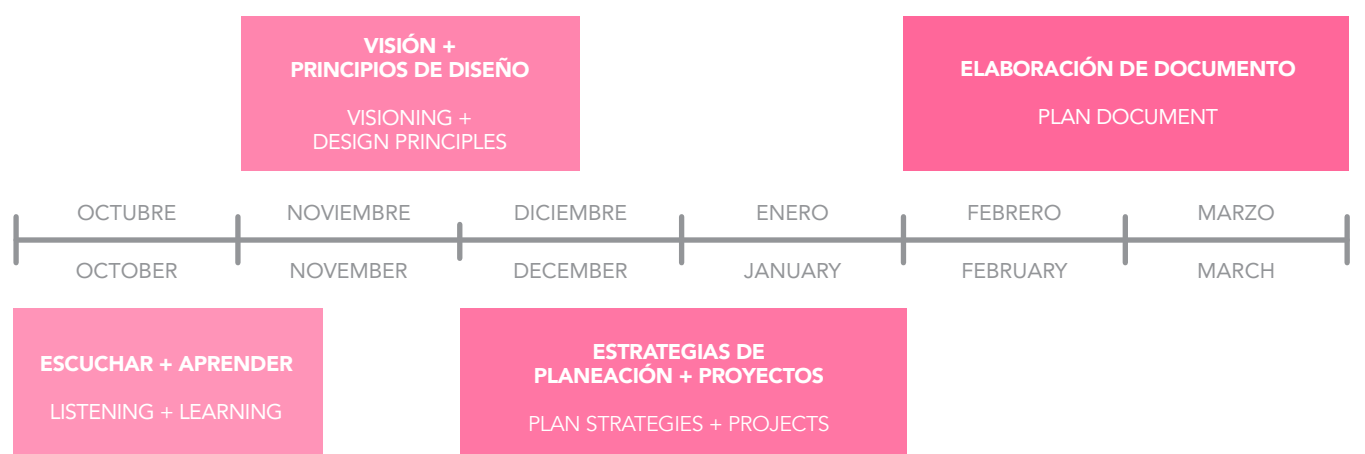 VISIÓN +
PRINCIPIOS DE DISEÑO
VISIONING +
DESIGN PRINCIPLES
ELABORACIÓN DE DOCUMENTO
PLAN DOCUMENT
OCTUBRE
NOVIEMBRE
DICIEMBRE
ENERO
FEBRERO
MARZO
OCTOBER
NOVEMBER
DECEMBER
JANUARY
FEBRUARY
MARCH
ESCUCHAR + APRENDER
LISTENING + LEARNING
ESTRATEGIAS DE
PLANEACIÓN + PROYECTOS
PLAN STRATEGIES + PROJECTS